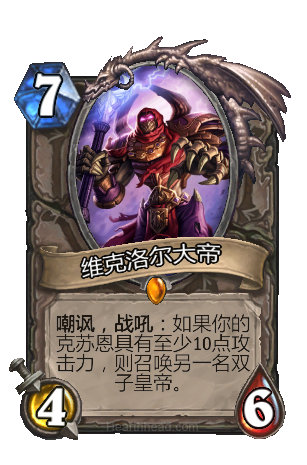 7
维克洛尔大帝
嘲讽，战吼：如果你的
克苏恩具有至少10点攻
击力，则召唤另一名双
子皇帝。
4
6
Hearthhead.com